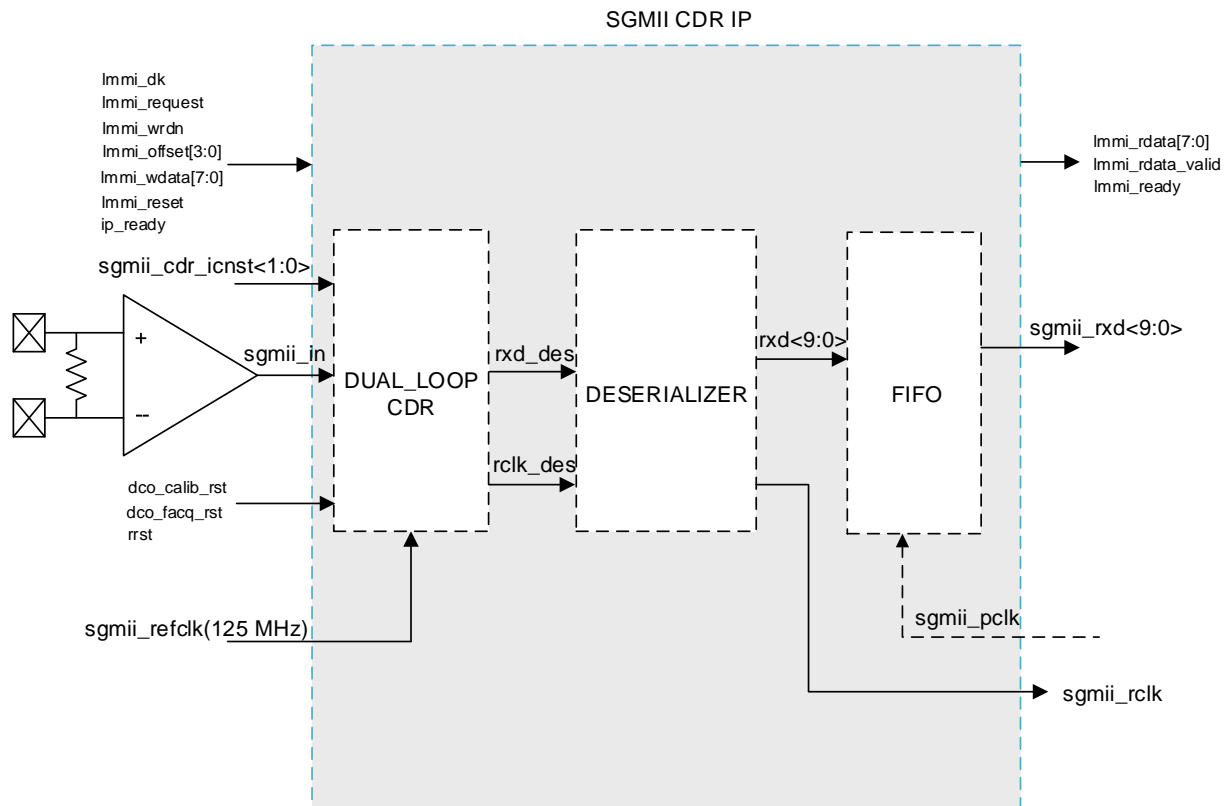 SGMII CDR IP
lmmi_clk
lmmi_request
lmmi_wrdn
lmmi_offset[3:0]
lmmi_wdata[7:0]
lmmi_reset
ip_ready
lmmi_rdata[7:0]
lmmi_rdata_valid
lmmi_ready
sgmii_cdr_icnst<1:0>
+
--
sgmii_in
DUAL_LOOP
CDR
rxd_des
rclk_des
DESERIALIZER
rxd<9:0>
FIFO
sgmii_rxd<9:0>
dco_calib_rst
dco_facq_rst
rrst
sgmii_refclk(125 MHz)
sgmii_pclk
sgmii_rclk